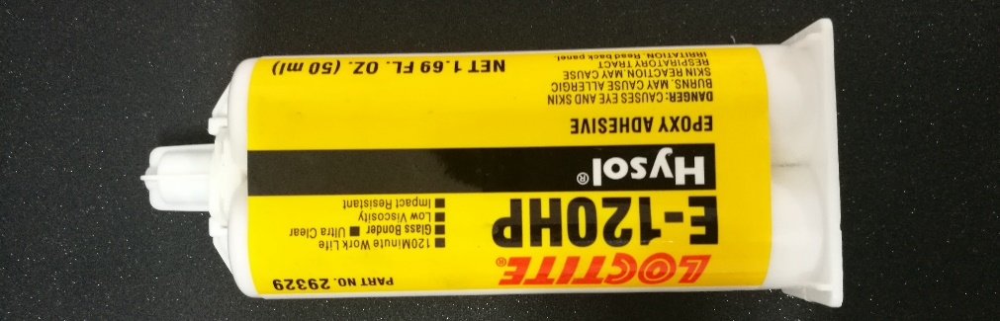 LOCTITE®
PART NO. 29329
E-120HP
■ 120Minute Work Life
■ Glass Bonder ■ Ultra Clear
■ Low Viscosity
■ Impact Resistant
Hysol®
EPOXY ADHESIVE
DANGER: CAUSES EYE AND SKIN
BURNS. MAY CAUSE ALLERGIC
SKIN REACTION. MAY CAUSE
RESPIRATORY TRACT
IRRITATION. Read back panel.
NET 1.69 FL. OZ. (50 ml)